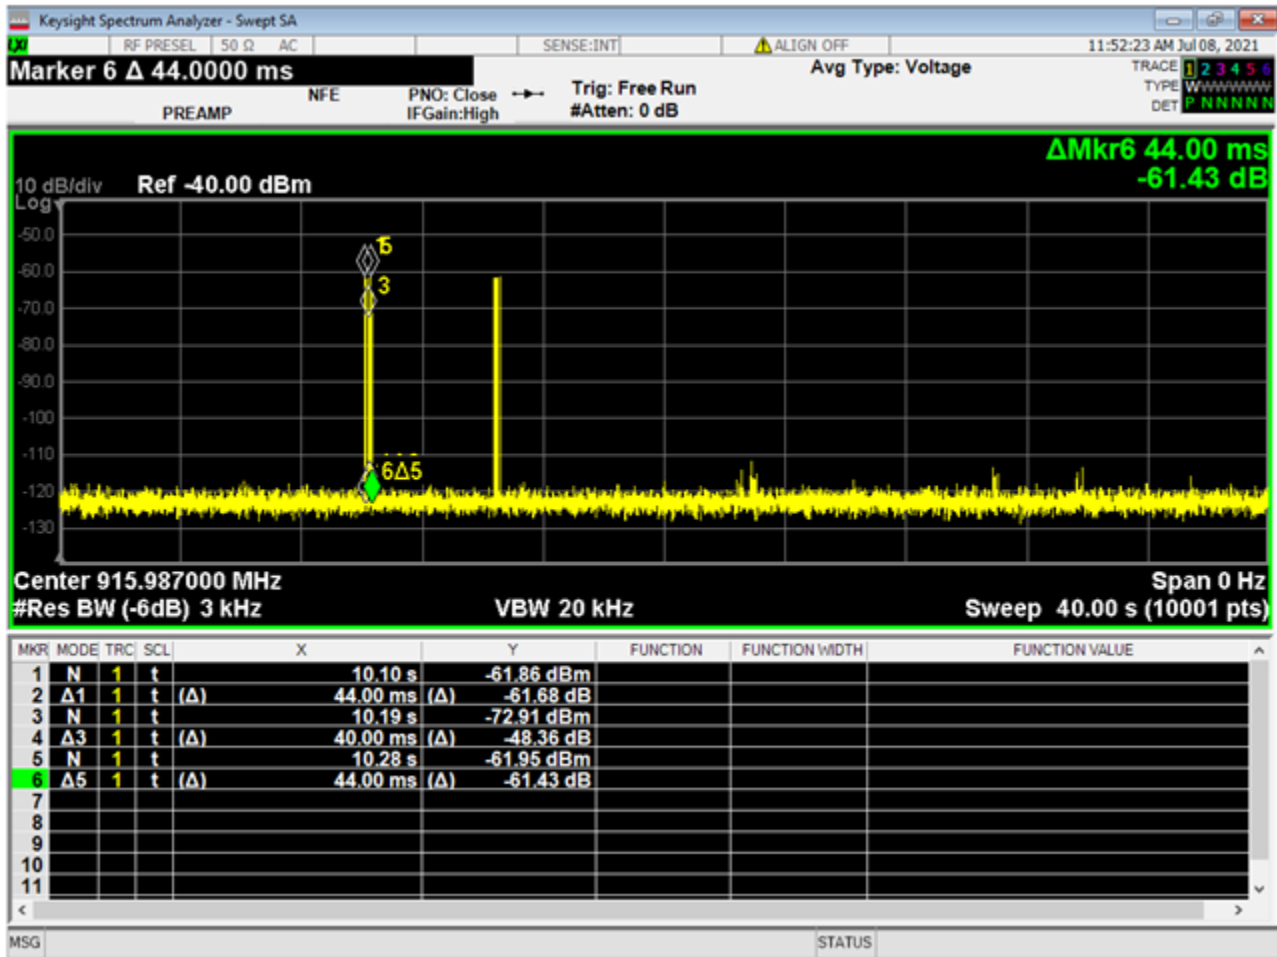 Keysight Spectrum Analyzer - Swept SA
LXI RF PRESEL 50 Ω AC SENSE:INT ALIGN OFF 11:52:23 AM Jul 08, 2021
Marker 6 Δ 44.0000 ms
NFE
PREAMP
PNO: Close
IFGain:High
Trig: Free Run
#Atten: 0 dB
Avg Type: Voltage
TRACE 1 2 3 4 5 6
TYPE WWWWWW
DET P N N N N N
ΔMkr6 44.00 ms
-61.43 dB
10 dB/div Ref -40.00 dBm
Log
-50.0
-60.0
-70.0
-80.0
-90.0
-100
-110
-120
-130
5
3
6Δ5
Center 915.987000 MHz Span 0 Hz
#Res BW (-6dB) 3 kHz VBW 20 kHz Sweep 40.00 s (10001 pts)
MKR MODE TRC SCL X Y FUNCTION FUNCTION WIDTH FUNCTION VALUE
1 N 1 t 10.10 s -61.86 dBm
2 Δ1 1 t (Δ) 44.00 ms (Δ) -61.68 dB
3 N 1 t 10.19 s -72.91 dBm
4 Δ3 1 t (Δ) 40.00 ms (Δ) -48.36 dB
5 N 1 t 10.28 s -61.95 dBm
6 Δ5 1 t (Δ) 44.00 ms (Δ) -61.43 dB
7
8
9
10
11
MSG STATUS